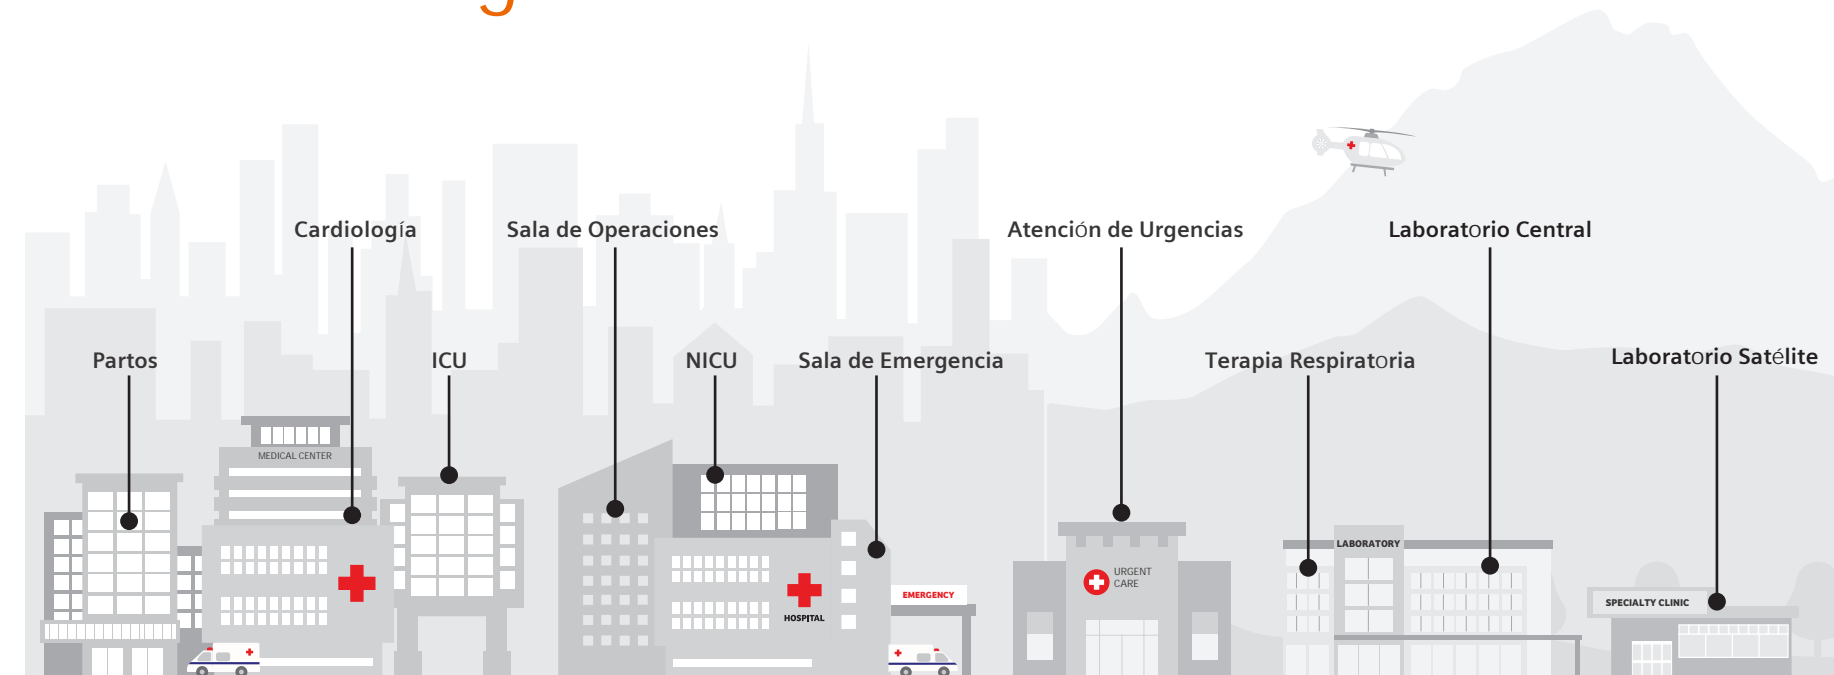 g
Cardiología
Sala de Operaciones
Atención de Urgencias
Laboratorio Central
Partos
ICU
NICU
Sala de Emergencia
Terapia Respiratoria
Laboratorio Satélite
MEDICAL CENTER
LABORATORY
URGENT
CARE
EMERGENCY
SPECIALTY CLINIC
HOSPITAL